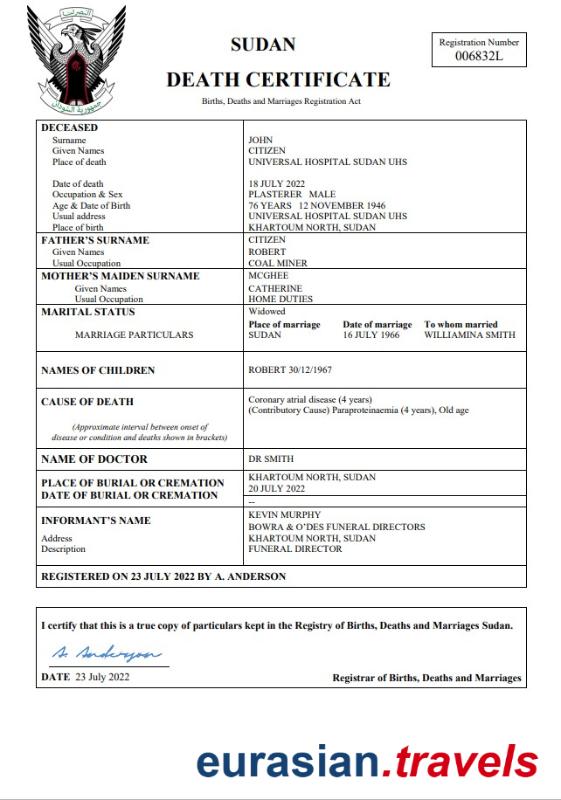 السودان
SUDAN
Registration Number
006832L
DEATH CERTIFICATE
Births, Deaths and Marriages Registration Act
جمهورية السودان
DECEASED
Surname JOHN
Given Names CITIZEN
Place of death UNIVERSAL HOSPITAL SUDAN UHS
Date of death 18 JULY 2022
Occupation & Sex PLASTERER MALE
Age & Date of Birth 76 YEARS 12 NOVEMBER 1946
Usual address UNIVERSAL HOSPITAL SUDAN UHS
Place of birth KHARTOUM NORTH, SUDAN
FATHER'S SURNAME CITIZEN
Given Names ROBERT
Usual Occupation COAL MINER
MOTHER'S MAIDEN SURNAME MCGHEE
Given Names CATHERINE
Usual Occupation HOME DUTIES
MARITAL STATUS Widowed
Place of marriage Date of marriage To whom married
MARRIAGE PARTICULARS SUDAN 16 JULY 1966 WILLIAMINA SMITH
NAMES OF CHILDREN ROBERT 30/12/1967
CAUSE OF DEATH Coronary atrial disease (4 years)
(Contributory Cause) Paraproteinaemia (4 years), Old age
(Approximate interval between onset of
disease or condition and deaths shown in brackets)
NAME OF DOCTOR DR SMITH
PLACE OF BURIAL OR CREMATION KHARTOUM NORTH, SUDAN
DATE OF BURIAL OR CREMATION 20 JULY 2022
--
INFORMANT'S NAME KEVIN MURPHY
BOWRA & O'DES FUNERAL DIRECTORS
Address KHARTOUM NORTH, SUDAN
Description FUNERAL DIRECTOR
REGISTERED ON 23 JULY 2022 BY A. ANDERSON
I certify that this is a true copy of particulars kept in the Registry of Births, Deaths and Marriages Sudan.
A. Anderson
DATE 23 July 2022 Registrar of Births, Deaths and Marriages
eurasian.travels